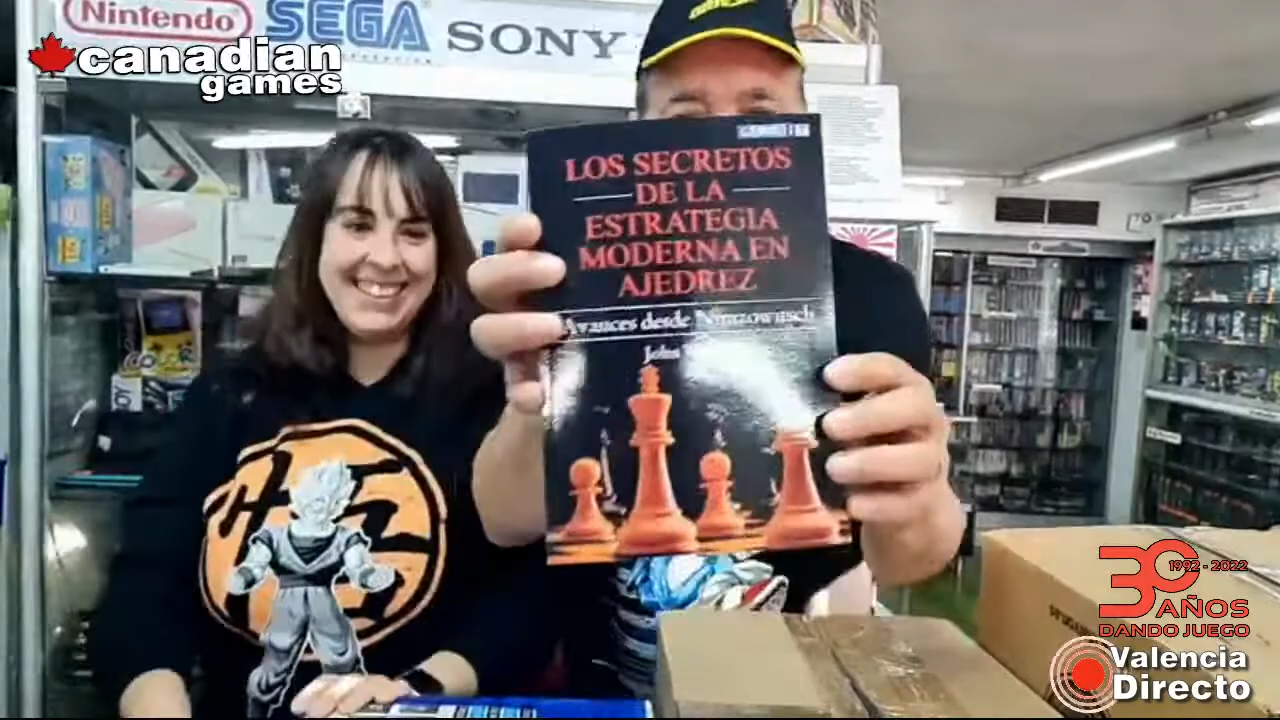 Nintendo
SEGA
SONY
canadian
games
LOS SECRETOS
DE LA
ESTRATEGIA
MODERNA EN
AJEDREZ
Avances desde Nimzowitsch
John
COLOR
30
1992 - 2022
AÑOS
DANDO JUEGO
Valencia
Directo